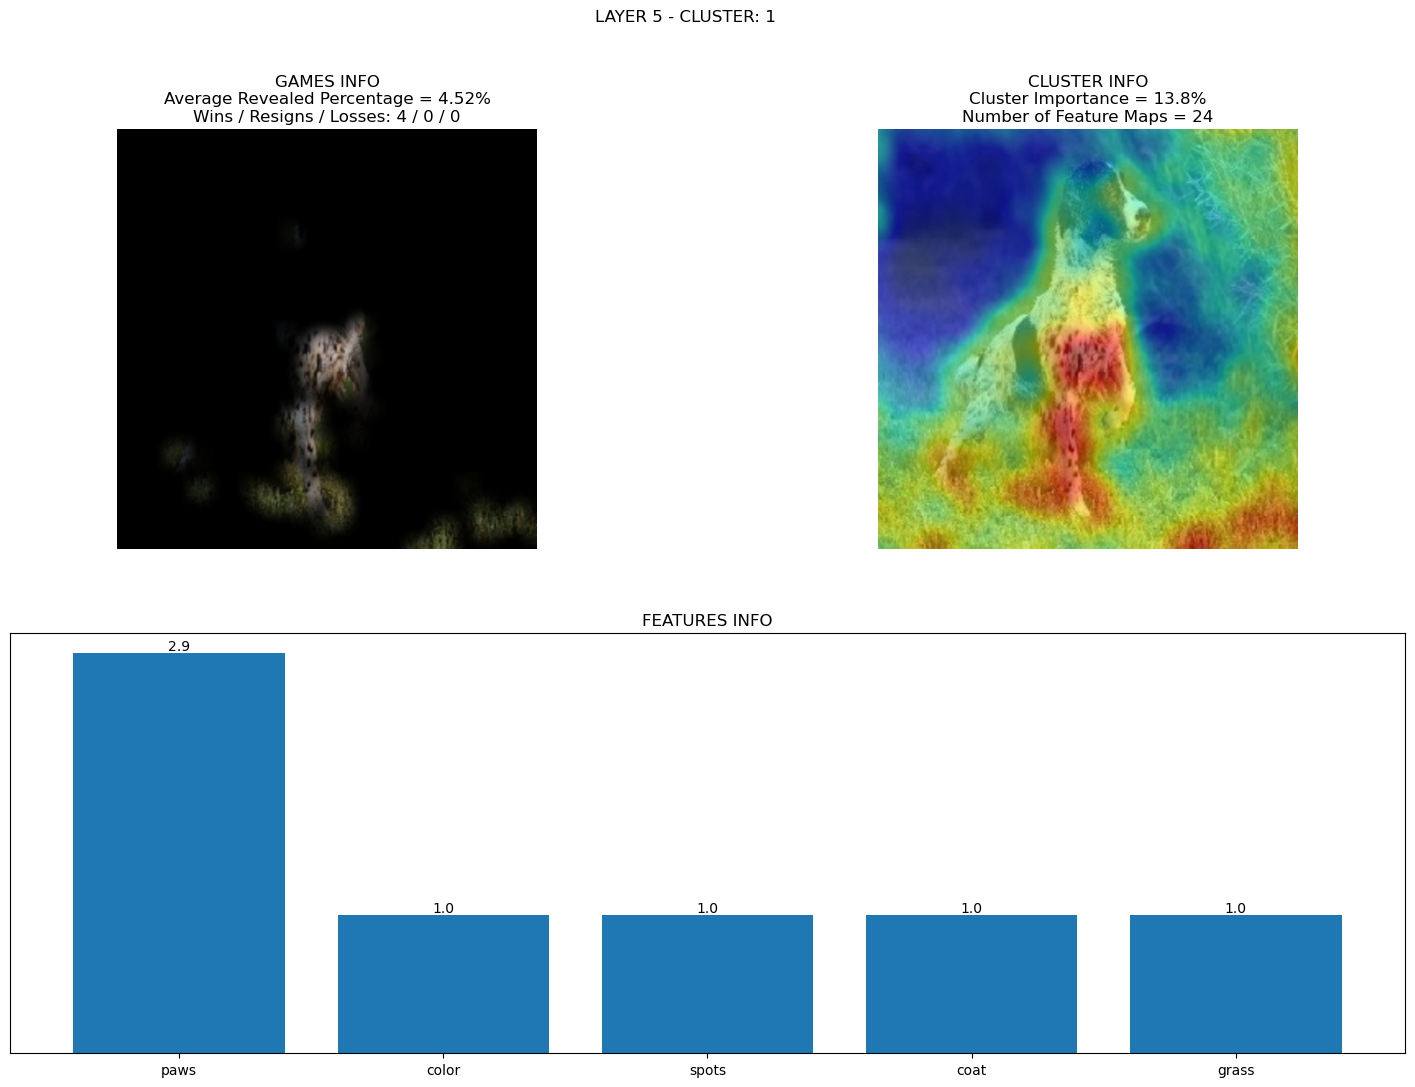 LAYER 5 - CLUSTER: 1
GAMES INFO
Average Revealed Percentage = 4.52%
Wins / Resigns / Losses: 4 / 0 / 0
CLUSTER INFO
Cluster Importance = 13.8%
Number of Feature Maps = 24
FEATURES INFO
2.9
1.0
1.0
1.0
1.0
paws
color
spots
coat
grass